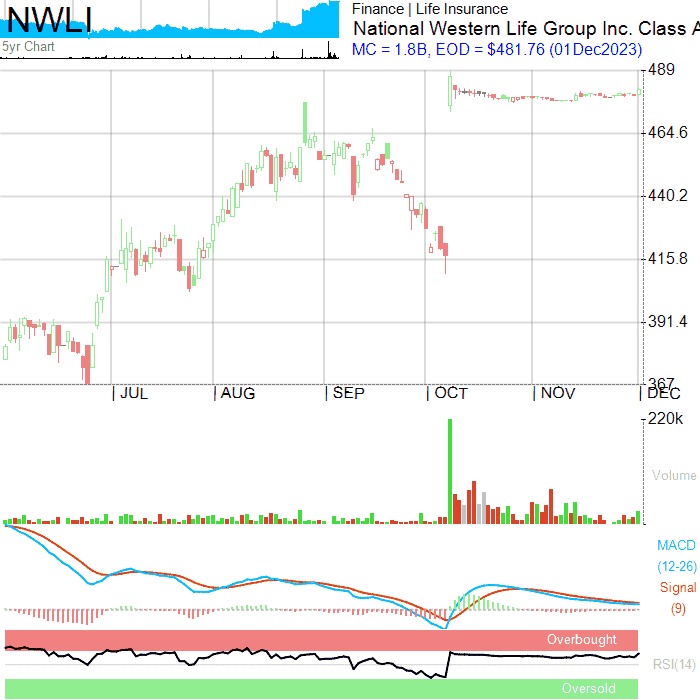 NWLI
5yr Chart
Finance | Life Insurance
National Western Life Group Inc. Class A
MC = 1.8B, EOD = $481.76 (01Dec2023)
489
464.6
440.2
415.8
391.4
367
| JUL | AUG | SEP | OCT | NOV | DEC
220k
Volume
MACD
(12-26)
Signal
(9)
Overbought
RSI(14)
Oversold